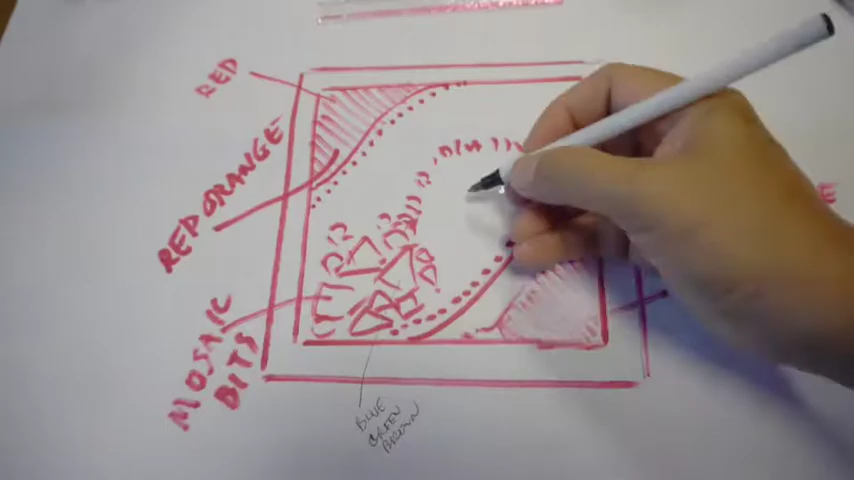 RED
RED ORANGE
MOSAIC
BITS
BLUE
GREEN
BROWN